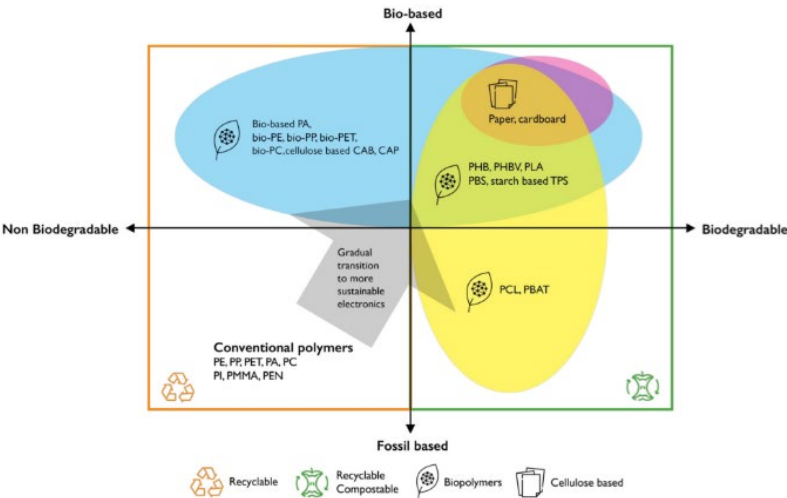 Bio-based
Bio-based PA,
bio-PE, bio-PP, bio-PET,
bio-PC,cellulose based CAB, CAP
Paper, cardboard
PHB, PHBV, PLA
PBS, starch based TPS
Non Biodegradable
Biodegradable
Gradual
transition
to more
sustainable
electronics
PCL, PBAT
Conventional polymers
PE, PP, PET, PA, PC
PI, PMMA, PEN
Fossil based
Recyclable
Recyclable
Compostable
Biopolymers
Cellulose based